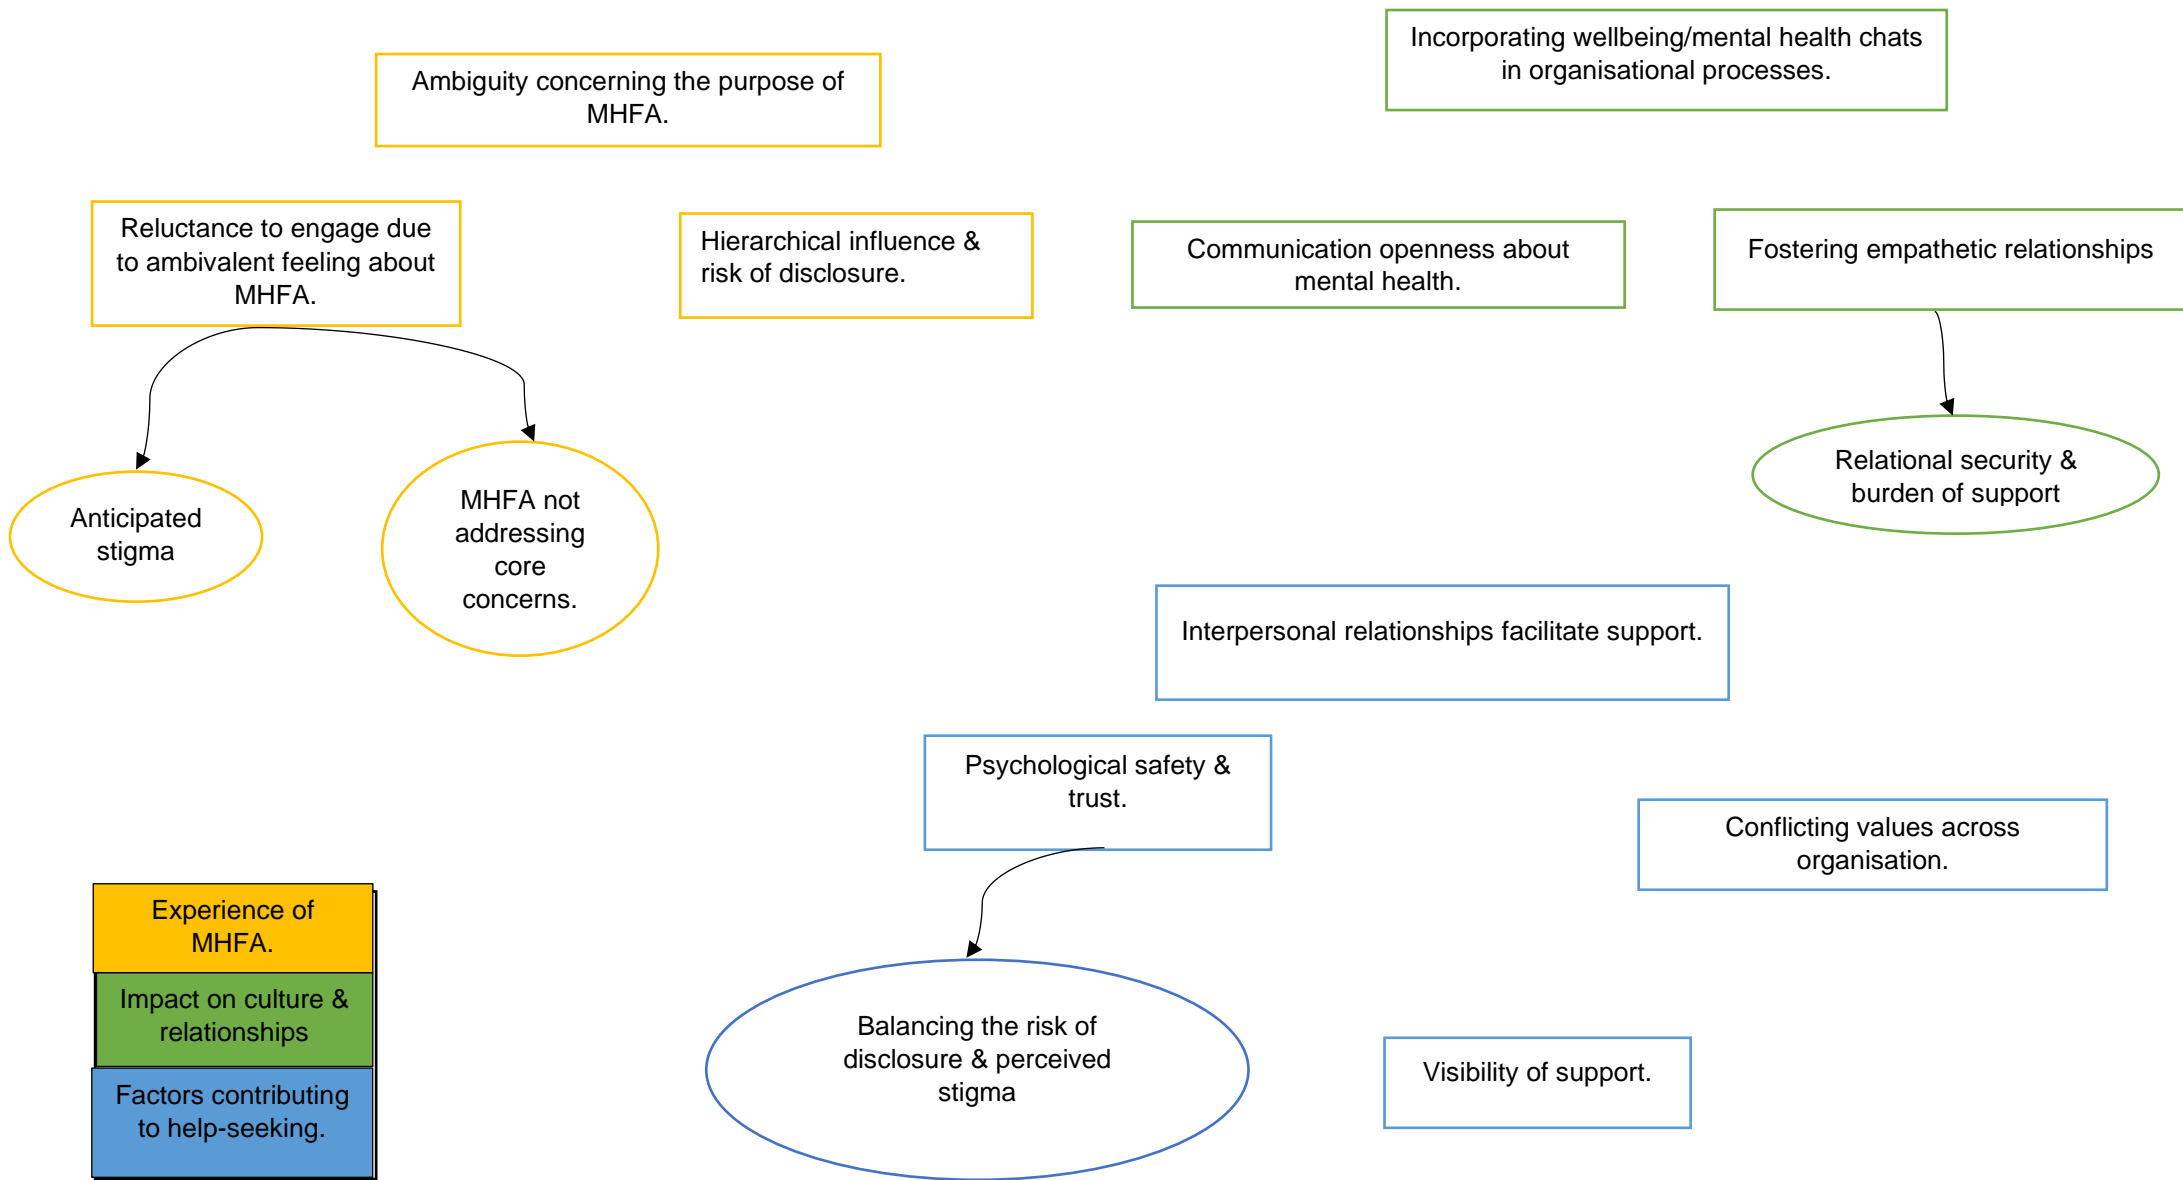 Incorporating wellbeing/mental health chats
in organisational processes.
Ambiguity concerning the purpose of
MHFA.
Reluctance to engage due
to ambivalent feeling about
MHFA.
Hierarchical influence &
risk of disclosure.
Communication openness about
mental health.
Fostering empathetic relationships
Anticipated
stigma
MHFA not
addressing
core
concerns.
Relational security &
burden of support
Interpersonal relationships facilitate support.
Psychological safety &
trust.
Conflicting values across
organisation.
Experience of
MHFA.
Impact on culture &
relationships
Factors contributing
to help-seeking.
Balancing the risk of
disclosure & perceived
stigma
Visibility of support.